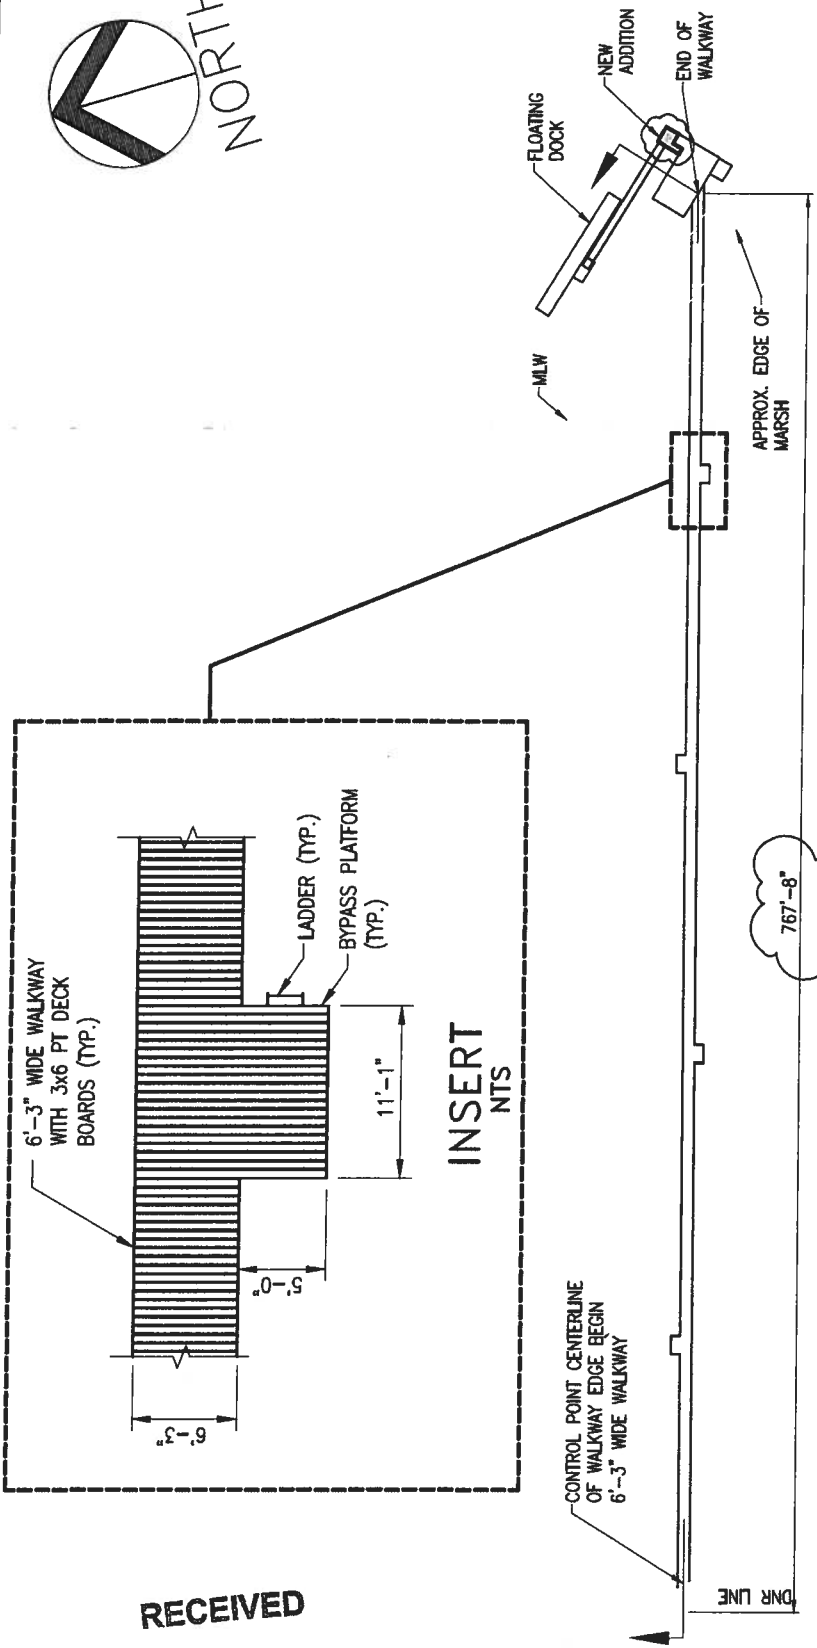 NORTH
RECEIVED
6'-3" WIDE WALKWAY
WITH 3x6 PT DECK
BOARDS (TYP.)
LADDER (TYP.)
BYPASS PLATFORM
(TYP.)
6'-3"
5'-0"
11'-1"
INSERT
NTS
CONTROL POINT CENTERLINE
OF WALKWAY EDGE BEGIN
6'-3" WIDE WALKWAY
DNR LINE
767'-8"
MLW
FLOATING
DOCK
NEW
ADDITION
END OF
WALKWAY
APPROX. EDGE OF
MARSH